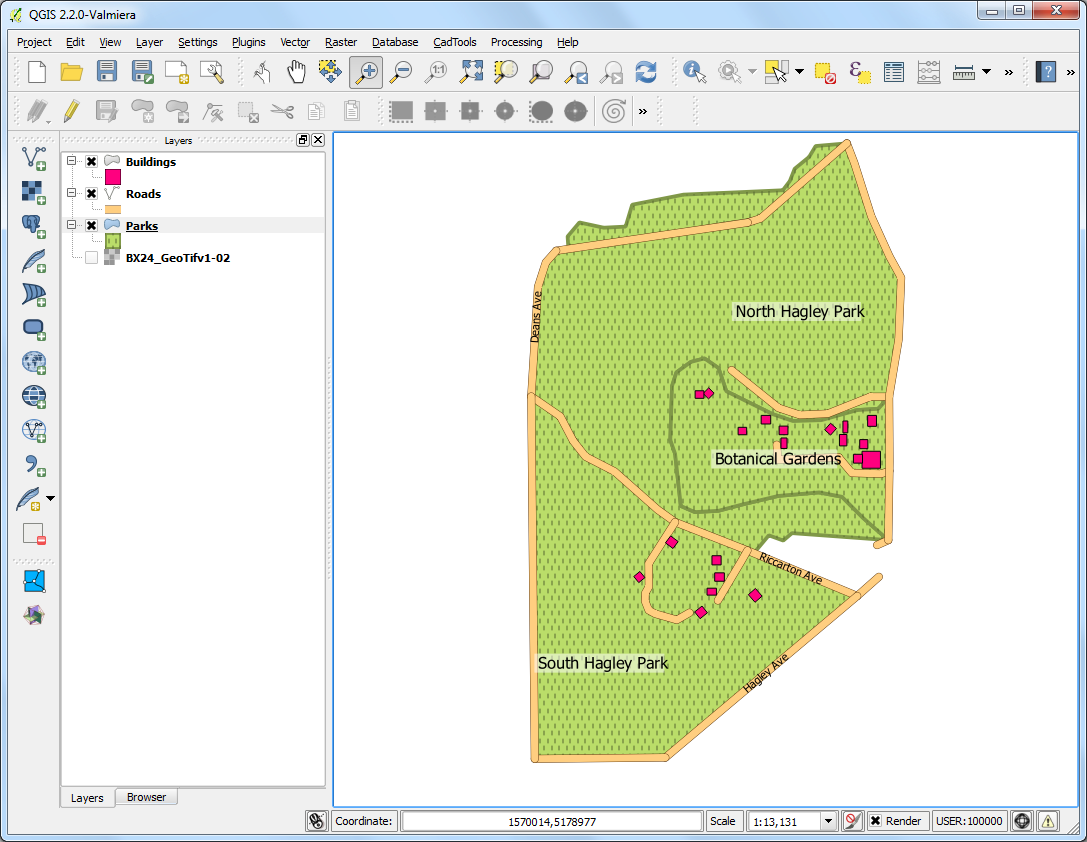 QGIS 2.2.0-Valmiera
Project Edit View Layer Settings Plugins Vector Raster Database CadTools Processing Help
1:1
Layers
Buildings
Roads
Parks
BX24_GeoTifv1-02
Deans Ave
North Hagley Park
Botanical Gardens
Riccarton Ave
South Hagley Park
Hagley Ave
Layers Browser
Coordinate: 1570014,5178977 Scale 1:13,131 Render USER:100000